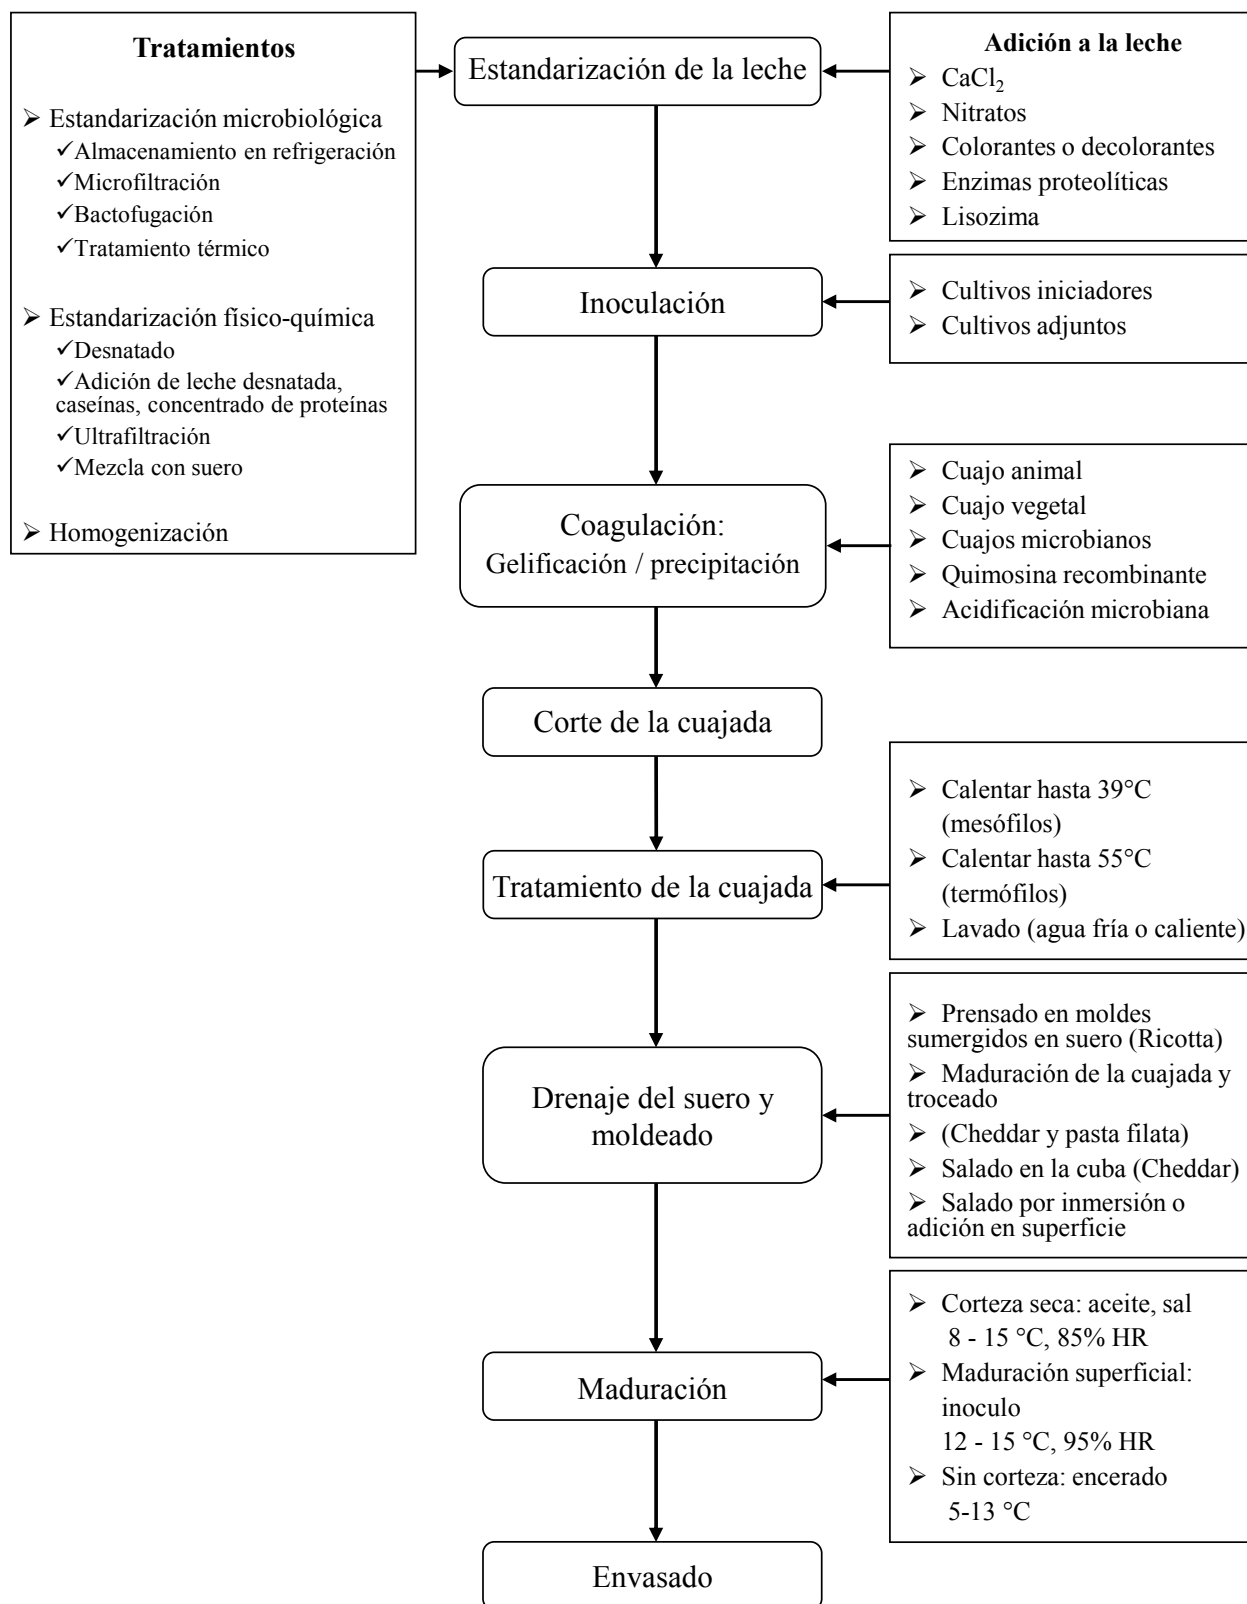 Tratamientos
➢ Estandarización microbiológica
✓Almacenamiento en refrigeración
✓Microfiltración
✓Bactofugación
✓Tratamiento térmico
➢ Estandarización físico-química
✓Desnatado
✓Adición de leche desnatada,
caseínas, concentrado de proteínas
✓Ultrafiltración
✓Mezcla con suero
➢ Homogenización
Estandarización de la leche
Adición a la leche
➢ CaCl₂
➢ Nitratos
➢ Colorantes o decolorantes
➢ Enzimas proteolíticas
➢ Lisozima
Inoculación
➢ Cultivos iniciadores
➢ Cultivos adjuntos
Coagulación:
Gelificación / precipitación
➢ Cuajo animal
➢ Cuajo vegetal
➢ Cuajos microbianos
➢ Quimosina recombinante
➢ Acidificación microbiana
Corte de la cuajada
Tratamiento de la cuajada
➢ Calentar hasta 39°C
(mesófilos)
➢ Calentar hasta 55°C
(termófilos)
➢ Lavado (agua fría o caliente)
Drenaje del suero y
moldeado
➢ Prensado en moldes
sumergidos en suero (Ricotta)
➢ Maduración de la cuajada y
troceado
➢ (Cheddar y pasta filata)
➢ Salado en la cuba (Cheddar)
➢ Salado por inmersión o
adición en superficie
Maduración
➢ Corteza seca: aceite, sal
8 - 15 °C, 85% HR
➢ Maduración superficial:
inoculo
12 - 15 °C, 95% HR
➢ Sin corteza: encerado
5-13 °C
Envasado